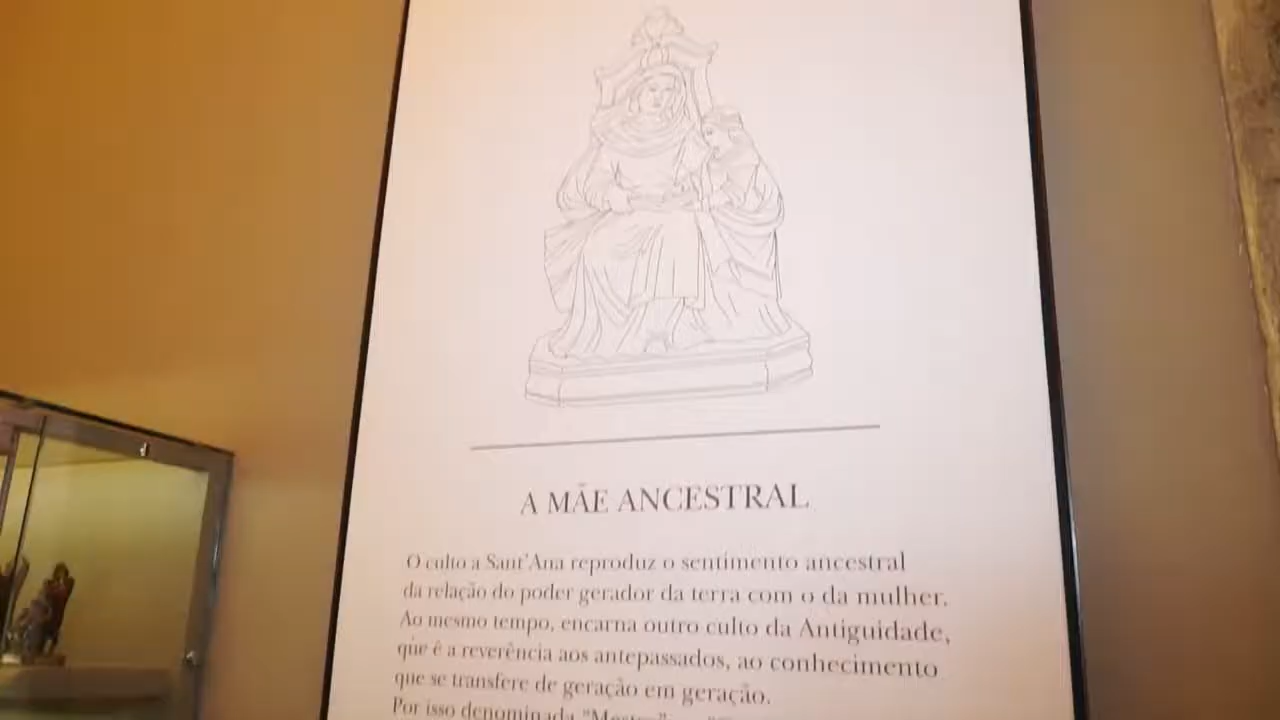 A MÃE ANCESTRAL
O culto a Sant'Ana reproduz o sentimento ancestral
da relação do poder gerador da terra com o da mulher.
Ao mesmo tempo, encarna outro culto da Antiguidade,
que é a reverência aos antepassados, ao conhecimento
que se transfere de geração em geração.
Por isso denominada